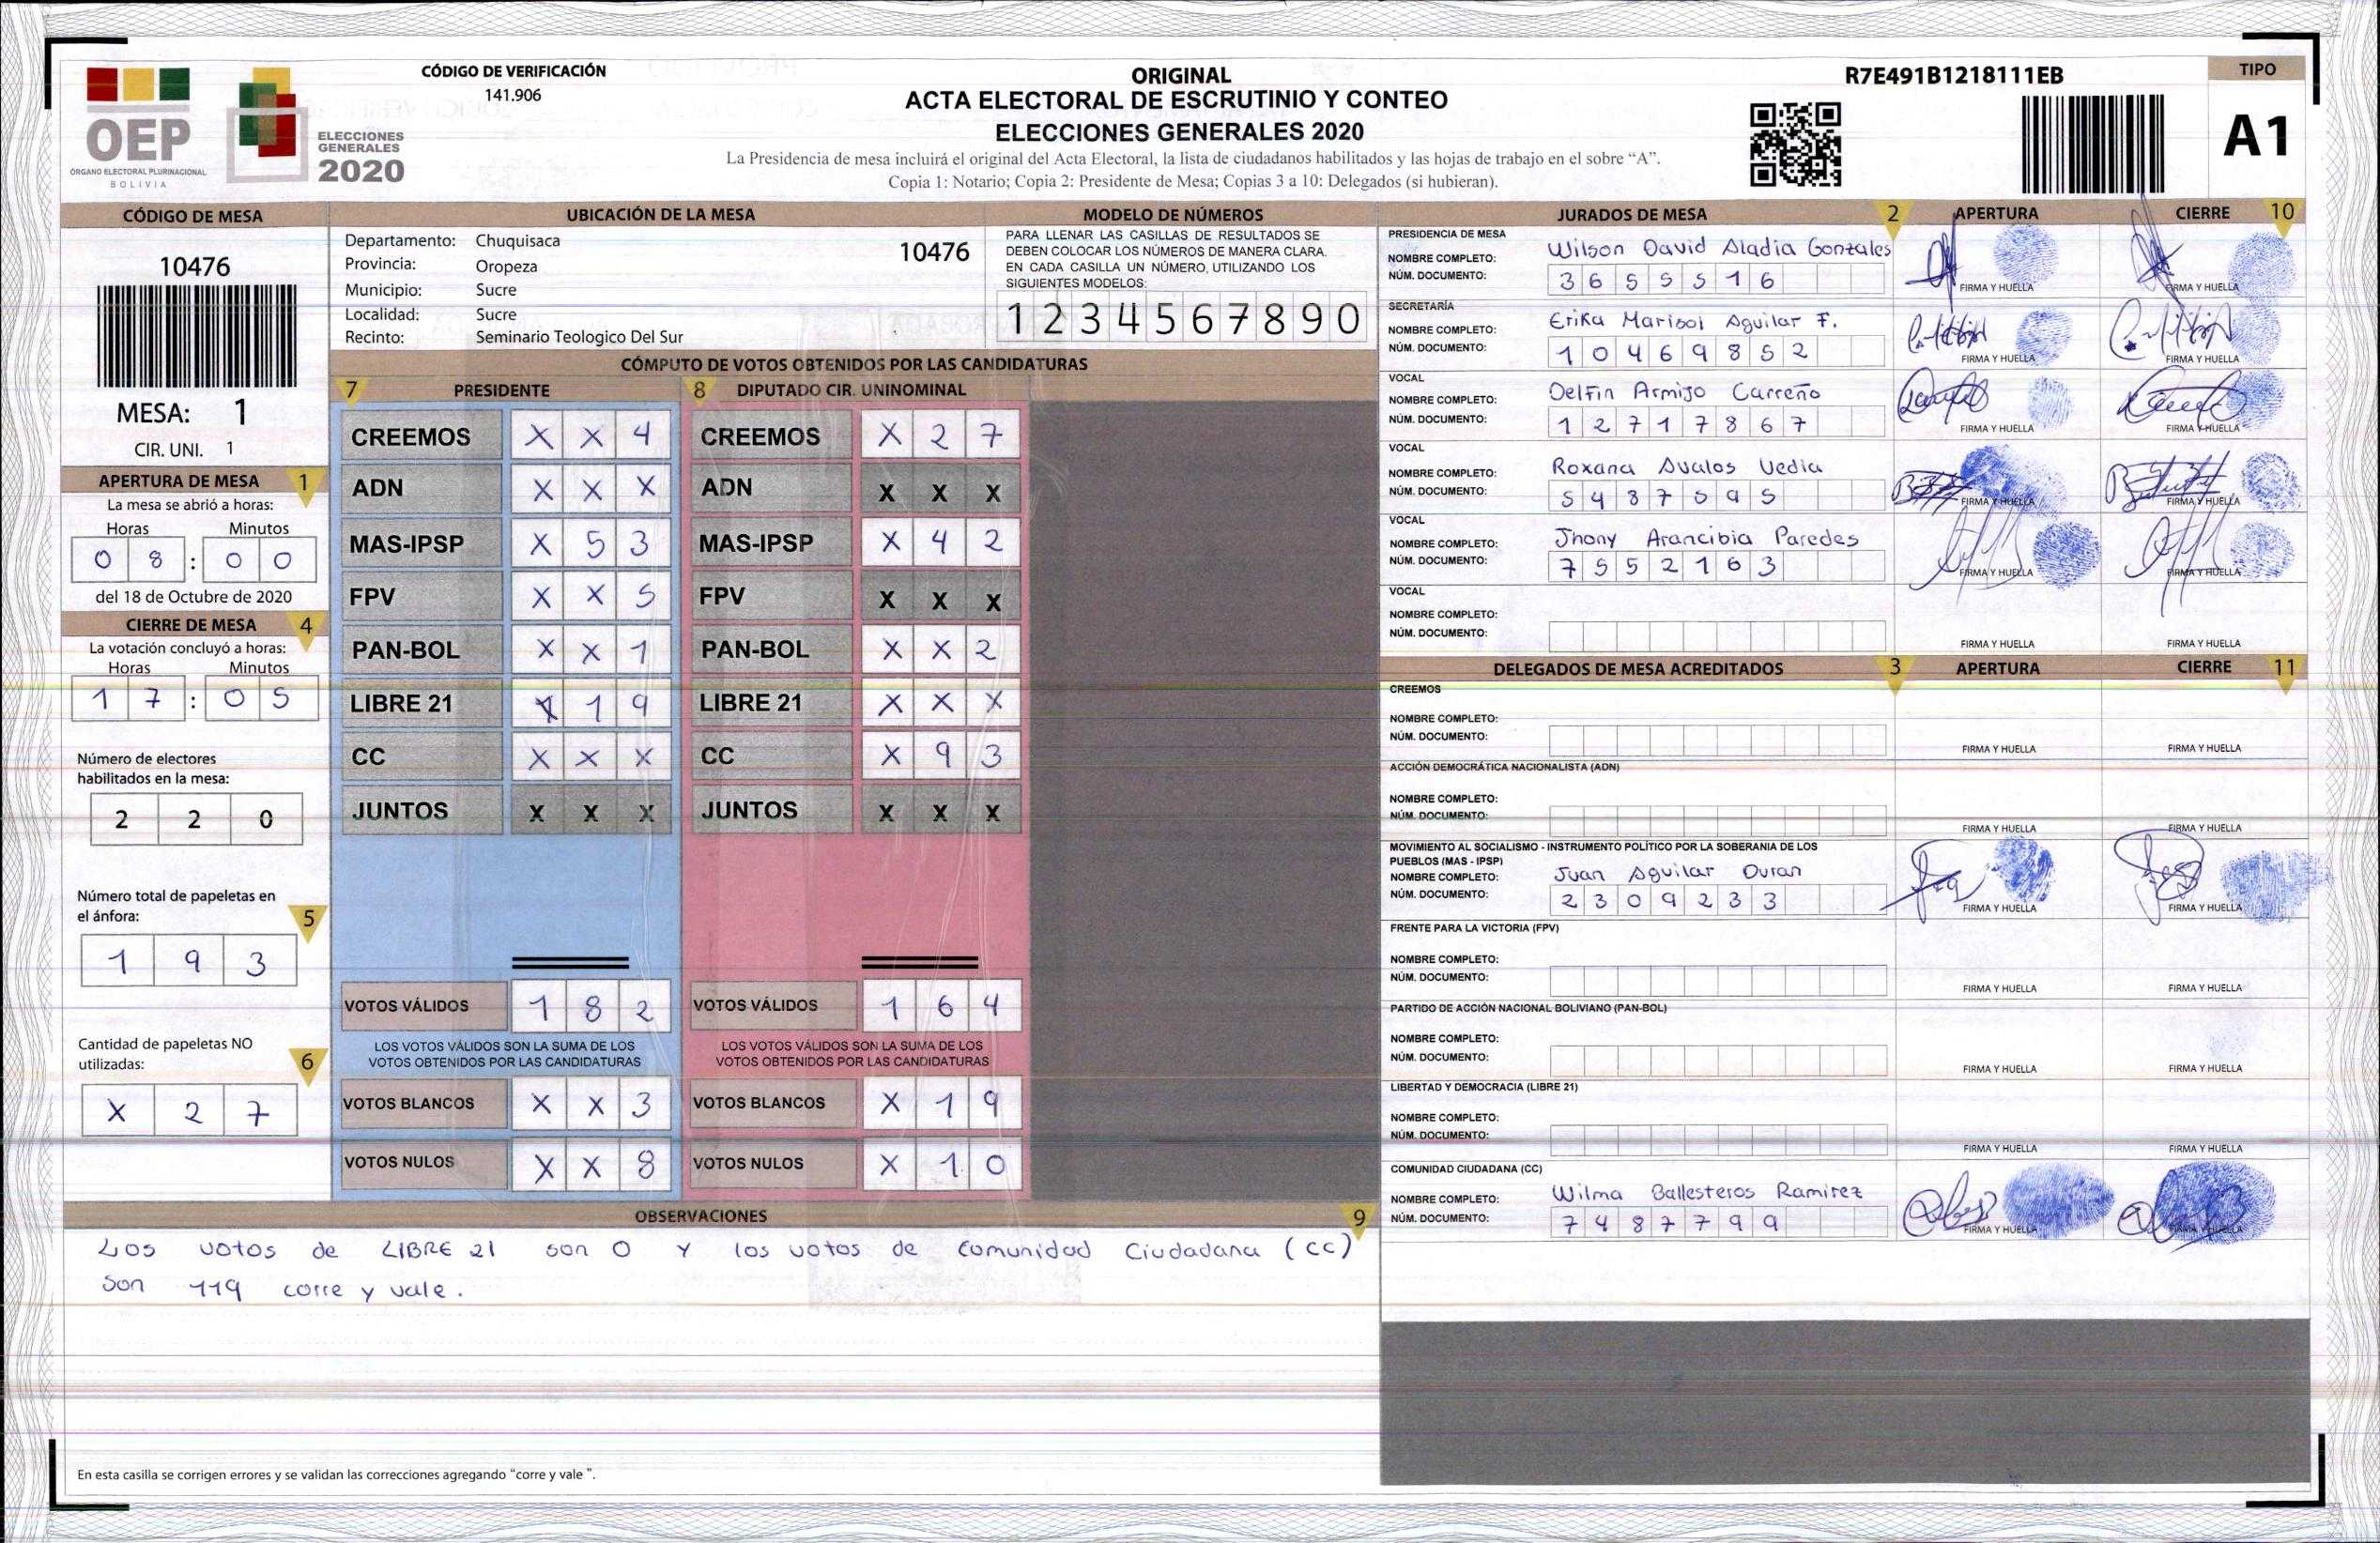 CÓDIGO DE VERIFICACIÓN
141.906
OEP
ÓRGANO ELECTORAL PLURINACIONAL
BOLIVIA
ELECCIONES
GENERALES
2020
ORIGINAL
ACTA ELECTORAL DE ESCRUTINIO Y CONTEO
ELECCIONES GENERALES 2020
La Presidencia de mesa incluirá el original del Acta Electoral, la lista de ciudadanos habilitados y las hojas de trabajo en el sobre “A”.
Copia 1: Notario; Copia 2: Presidente de Mesa; Copias 3 a 10: Delegados (si hubieran).
R7E491B1218111EB
TIPO
A1
CÓDIGO DE MESA
10476
MESA: 1
CIR. UNI. 1
APERTURA DE MESA 1
La mesa se abrió a horas:
Horas Minutos
0 8 : 0 0
del 18 de Octubre de 2020
CIERRE DE MESA 4
La votación concluyó a horas:
Horas Minutos
1 7 : 0 5
Número de electores
habilitados en la mesa:
2 2 0
Número total de papeletas en
el ánfora: 5
1 9 3
Cantidad de papeletas NO
utilizadas: 6
X 2 7
UBICACIÓN DE LA MESA
Departamento: Chuquisaca 10476
Provincia: Oropeza
Municipio: Sucre
Localidad: Sucre
Recinto: Seminario Teologico Del Sur
MODELO DE NÚMEROS
PARA LLENAR LAS CASILLAS DE RESULTADOS SE
DEBEN COLOCAR LOS NÚMEROS DE MANERA CLARA.
EN CADA CASILLA UN NÚMERO, UTILIZANDO LOS
SIGUIENTES MODELOS:
1 2 3 4 5 6 7 8 9 0
CÓMPUTO DE VOTOS OBTENIDOS POR LAS CANDIDATURAS
7 PRESIDENTE
CREEMOS X X 4
ADN X X X
MAS-IPSP X 5 3
FPV X X 5
PAN-BOL X X 1
LIBRE 21 1 1 9
CC X X X
JUNTOS X X X
VOTOS VÁLIDOS 1 8 2
LOS VOTOS VÁLIDOS SON LA SUMA DE LOS
VOTOS OBTENIDOS POR LAS CANDIDATURAS
VOTOS BLANCOS X X 3
VOTOS NULOS X X 8
8 DIPUTADO CIR. UNINOMINAL
CREEMOS X 2 7
ADN X X X
MAS-IPSP X 4 2
FPV X X X
PAN-BOL X X 2
LIBRE 21 X X X
CC X 9 3
JUNTOS X X X
VOTOS VÁLIDOS 1 6 4
LOS VOTOS VÁLIDOS SON LA SUMA DE LOS
VOTOS OBTENIDOS POR LAS CANDIDATURAS
VOTOS BLANCOS X 1 9
VOTOS NULOS X 1 0
OBSERVACIONES 9
Los votos de LIBRE 21 son 0 y los votos de Comunidad Ciudadana (CC)
son 119 corre y vale.
En esta casilla se corrigen errores y se validan las correcciones agregando “corre y vale ”.
JURADOS DE MESA 2 APERTURA CIERRE 10
PRESIDENCIA DE MESA
NOMBRE COMPLETO: Wilson David Aladia Gonzales
NÚM. DOCUMENTO: 3 6 5 5 5 1 6
FIRMA Y HUELLA FIRMA Y HUELLA
SECRETARÍA
NOMBRE COMPLETO: Erika Marisol Aguilar F.
NÚM. DOCUMENTO: 1 0 4 6 9 8 5 2
FIRMA Y HUELLA FIRMA Y HUELLA
VOCAL
NOMBRE COMPLETO: Delfin Armijo Carreño
NÚM. DOCUMENTO: 1 2 7 1 7 8 6 7
FIRMA Y HUELLA FIRMA Y HUELLA
VOCAL
NOMBRE COMPLETO: Roxana Avalos Vedia
NÚM. DOCUMENTO:
FIRMA Y HUELLA FIRMA Y HUELLA
VOCAL
NOMBRE COMPLETO: Jhony Arancibia Paredes
NÚM. DOCUMENTO: 7 5 5 2 1 6 3
FIRMA Y HUELLA FIRMA Y HUELLA
VOCAL
NOMBRE COMPLETO:
NÚM. DOCUMENTO:
FIRMA Y HUELLA FIRMA Y HUELLA
DELEGADOS DE MESA ACREDITADOS 3 APERTURA CIERRE 11
CREEMOS
NOMBRE COMPLETO:
NÚM. DOCUMENTO:
FIRMA Y HUELLA FIRMA Y HUELLA
ACCIÓN DEMOCRÁTICA NACIONALISTA (ADN)
NOMBRE COMPLETO:
NÚM. DOCUMENTO:
FIRMA Y HUELLA FIRMA Y HUELLA
MOVIMIENTO AL SOCIALISMO - INSTRUMENTO POLÍTICO POR LA SOBERANIA DE LOS
PUEBLOS (MAS - IPSP)
NOMBRE COMPLETO: Juan Aguilar Duran
NÚM. DOCUMENTO: 2 3 0 9 2 3 3
FIRMA Y HUELLA FIRMA Y HUELLA
FRENTE PARA LA VICTORIA (FPV)
NOMBRE COMPLETO:
NÚM. DOCUMENTO:
FIRMA Y HUELLA FIRMA Y HUELLA
PARTIDO DE ACCIÓN NACIONAL BOLIVIANO (PAN-BOL)
NOMBRE COMPLETO:
NÚM. DOCUMENTO:
FIRMA Y HUELLA FIRMA Y HUELLA
LIBERTAD Y DEMOCRACIA (LIBRE 21)
NOMBRE COMPLETO:
NÚM. DOCUMENTO:
FIRMA Y HUELLA FIRMA Y HUELLA
COMUNIDAD CIUDADANA (CC)
NOMBRE COMPLETO: Wilma Ballesteros Ramirez
NÚM. DOCUMENTO: 7 4 8 7 7 9 9
FIRMA Y HUELLA FIRMA Y HUELLA